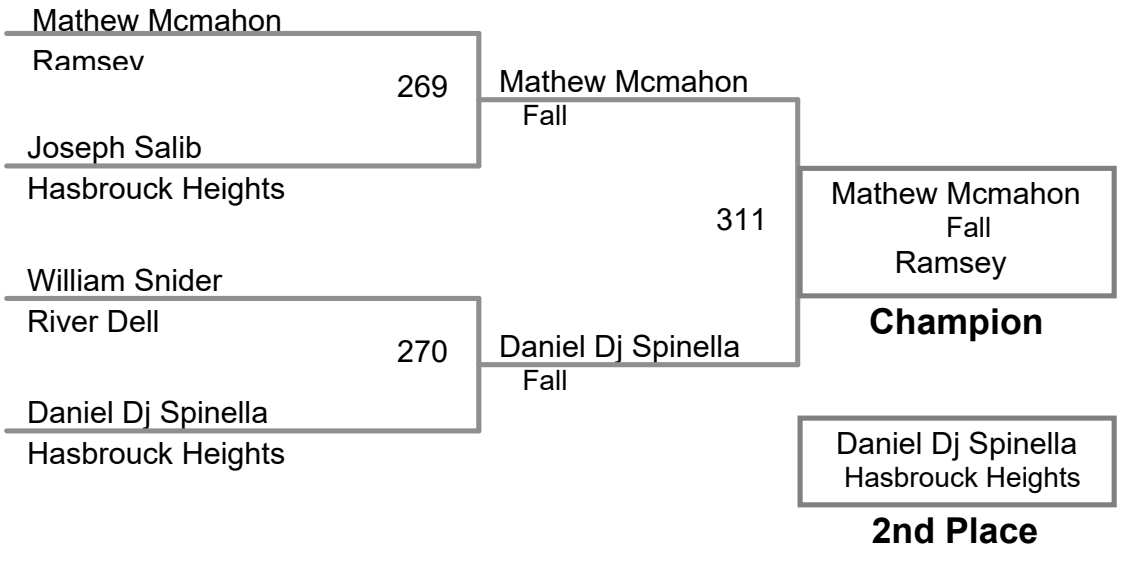 Mathew Mcmahon
Ramsey
269
Joseph Salib
Hasbrouck Heights
William Snider
River Dell
270
Daniel Dj Spinella
Hasbrouck Heights
Mathew Mcmahon
Fall
311
Daniel Dj Spinella
Fall
Mathew Mcmahon
Fall
Ramsey
Champion
Daniel Dj Spinella
Hasbrouck Heights
2nd Place